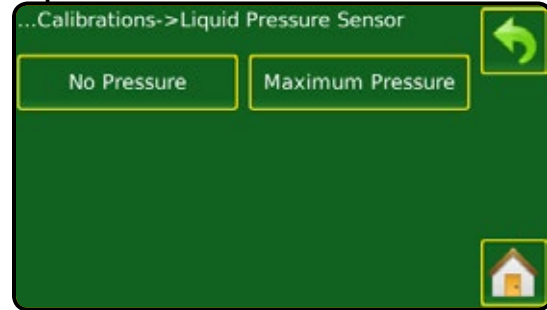 ...Calibrations->Liquid Pressure Sensor
No Pressure
Maximum Pressure